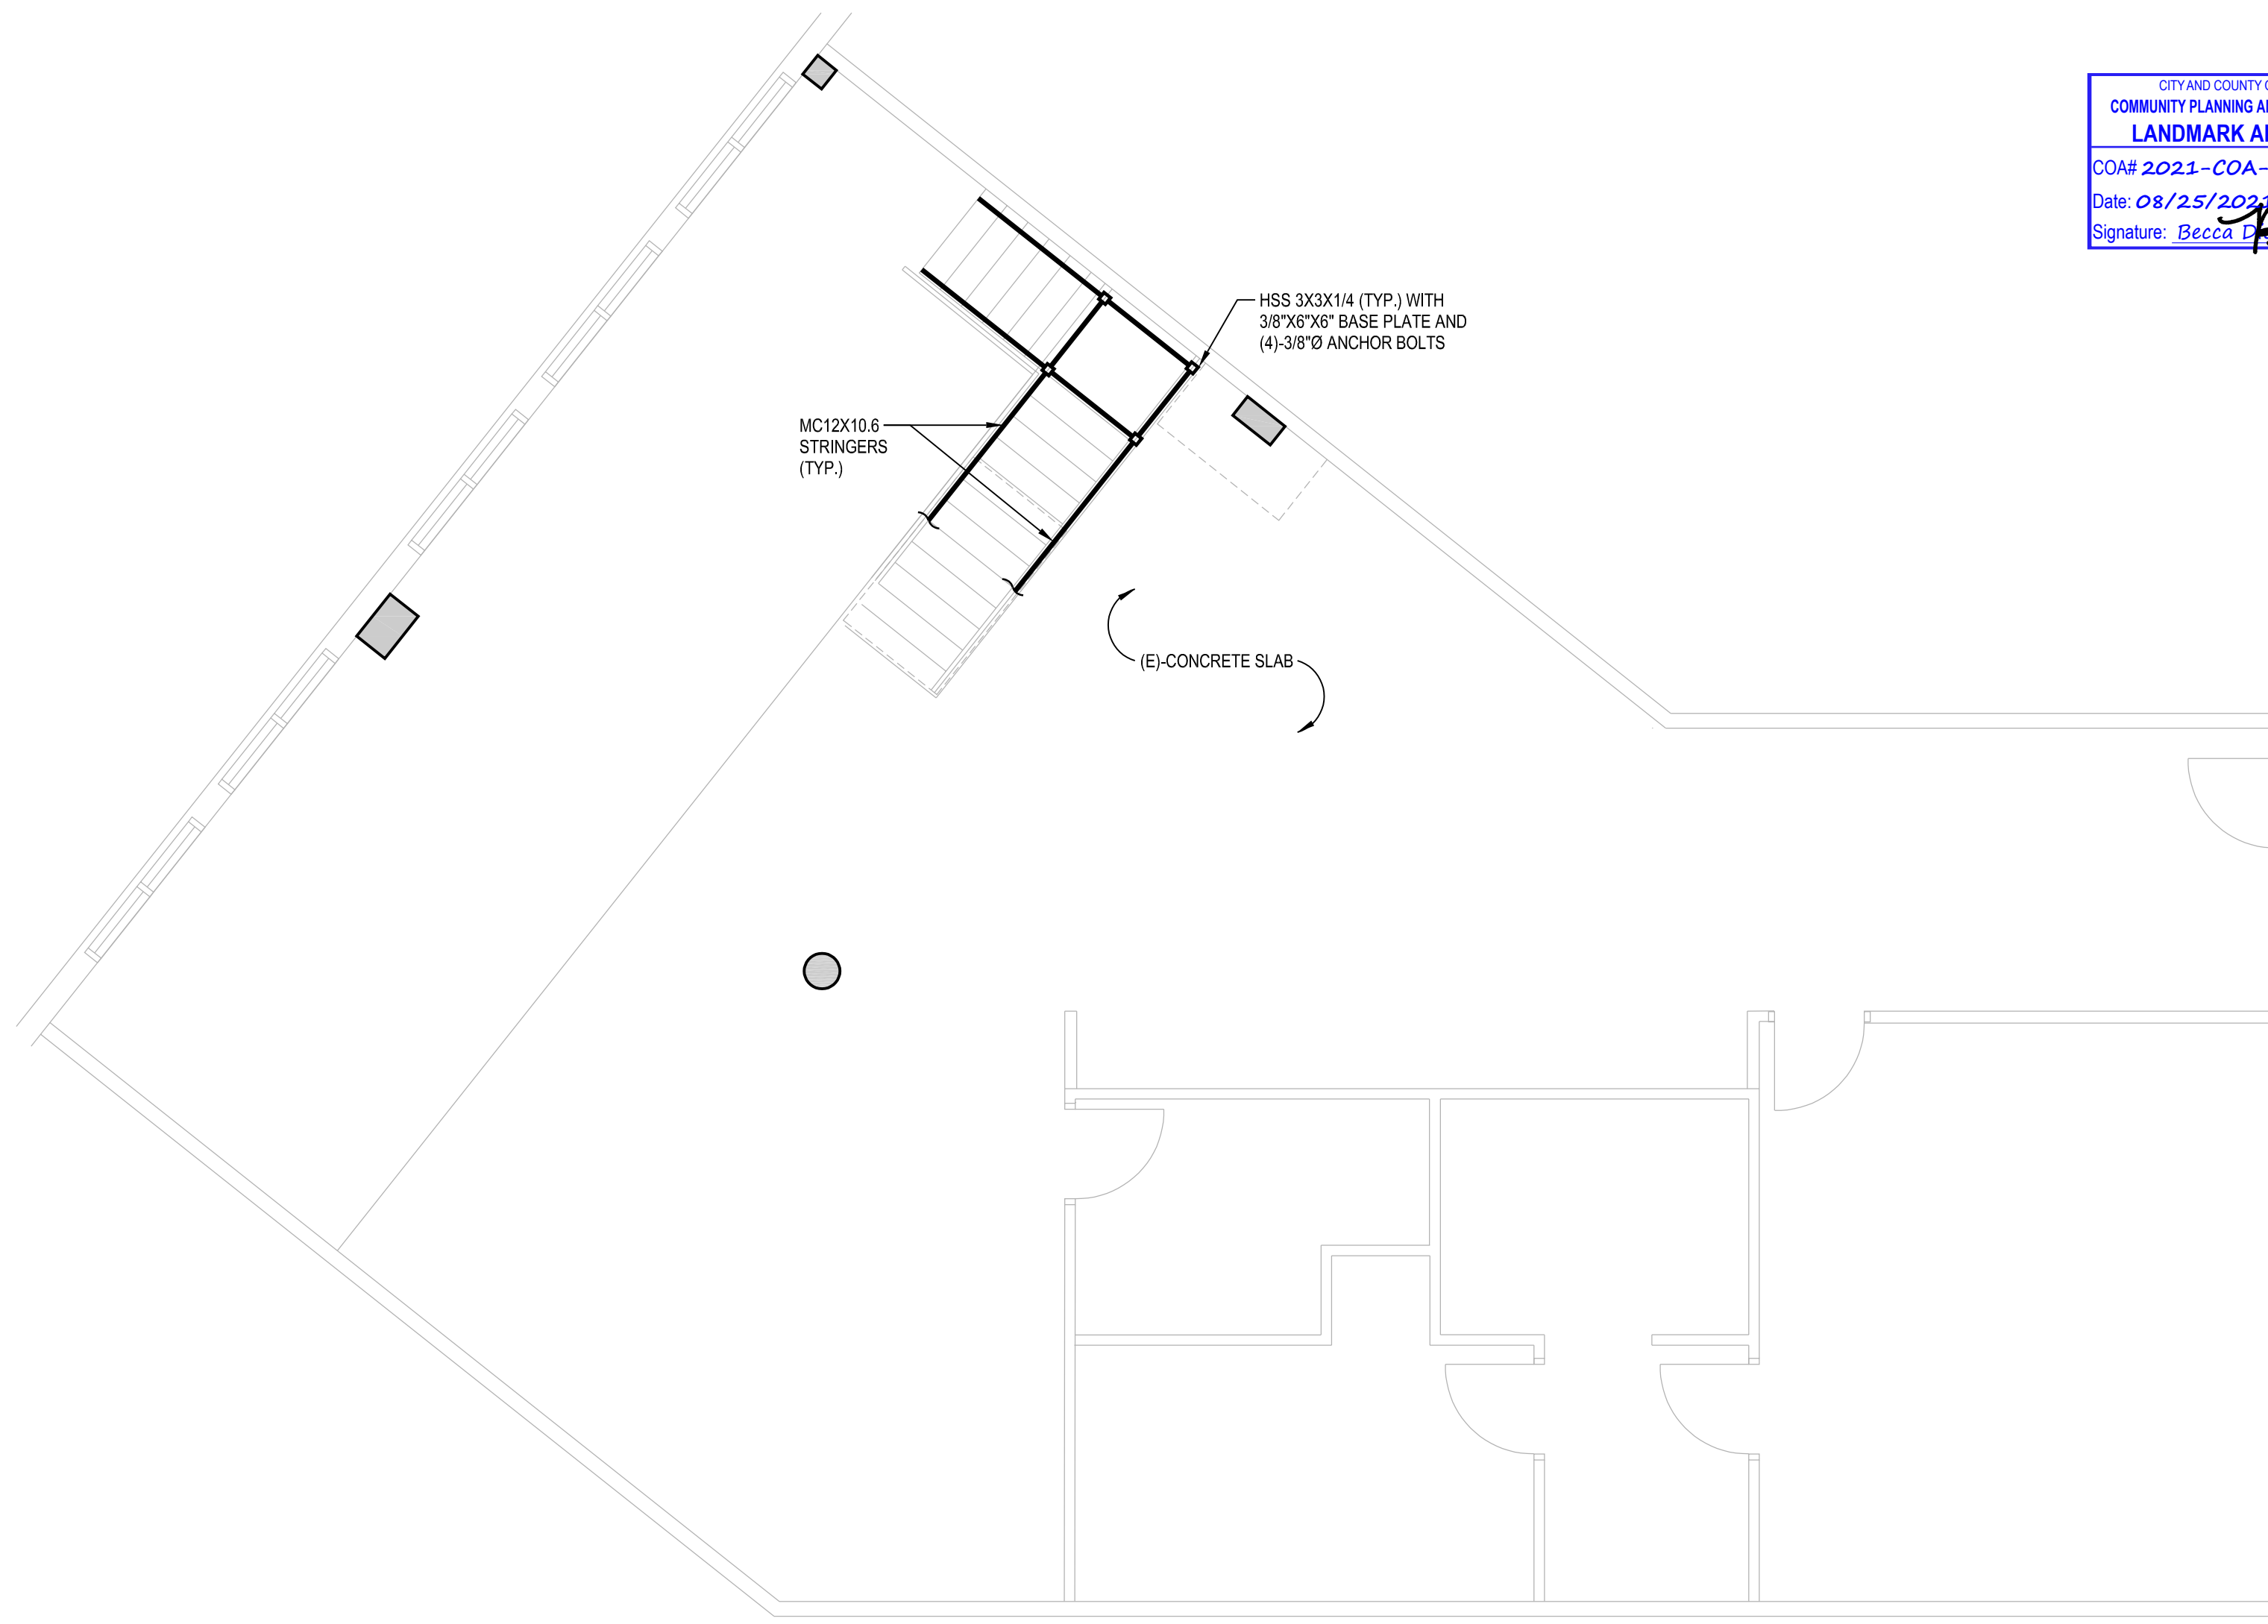 CITY AND COUNTY
COMMUNITY PLANNING
LANDMARK
COA# 2021-COA-
Date: 08/25/2021
Signature: Becca
HSS 3X3X1/4 (TYP.) WITH
3/8"X6"X6" BASE PLATE AND
(4)-3/8"Ø ANCHOR BOLTS
MC12X10.6
STRINGERS
(TYP.)
(E)-CONCRETE SLAB